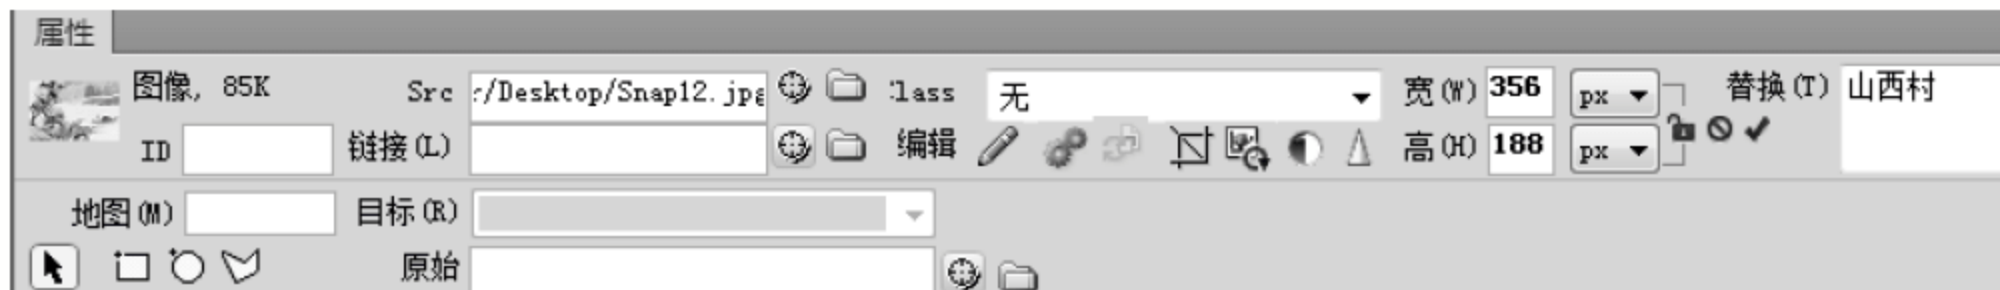 属性
图像, 85K Src r/Desktop/Snap12.jpg lass 无 宽(W) 356 px 替换(T) 山西村
ID 链接(L) 编辑 高(H) 188 px
地图(M) 目标(R)
原始